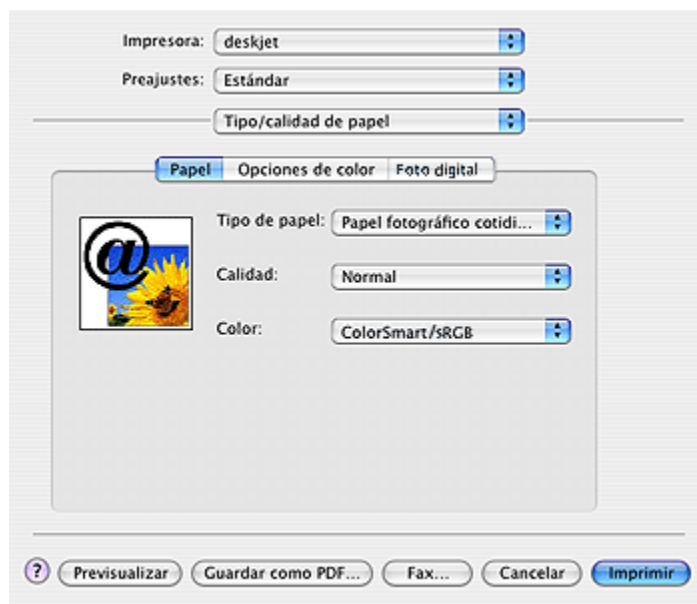 Impresora: deskjet
Preajustes: Estándar
Tipo/calidad de papel
Papel Opciones de color Foto digital
@
Tipo de papel: Papel fotográfico cotidi...
Calidad: Normal
Color: ColorSmart/sRGB
? Previsualizar Guardar como PDF... Fax... Cancelar Imprimir